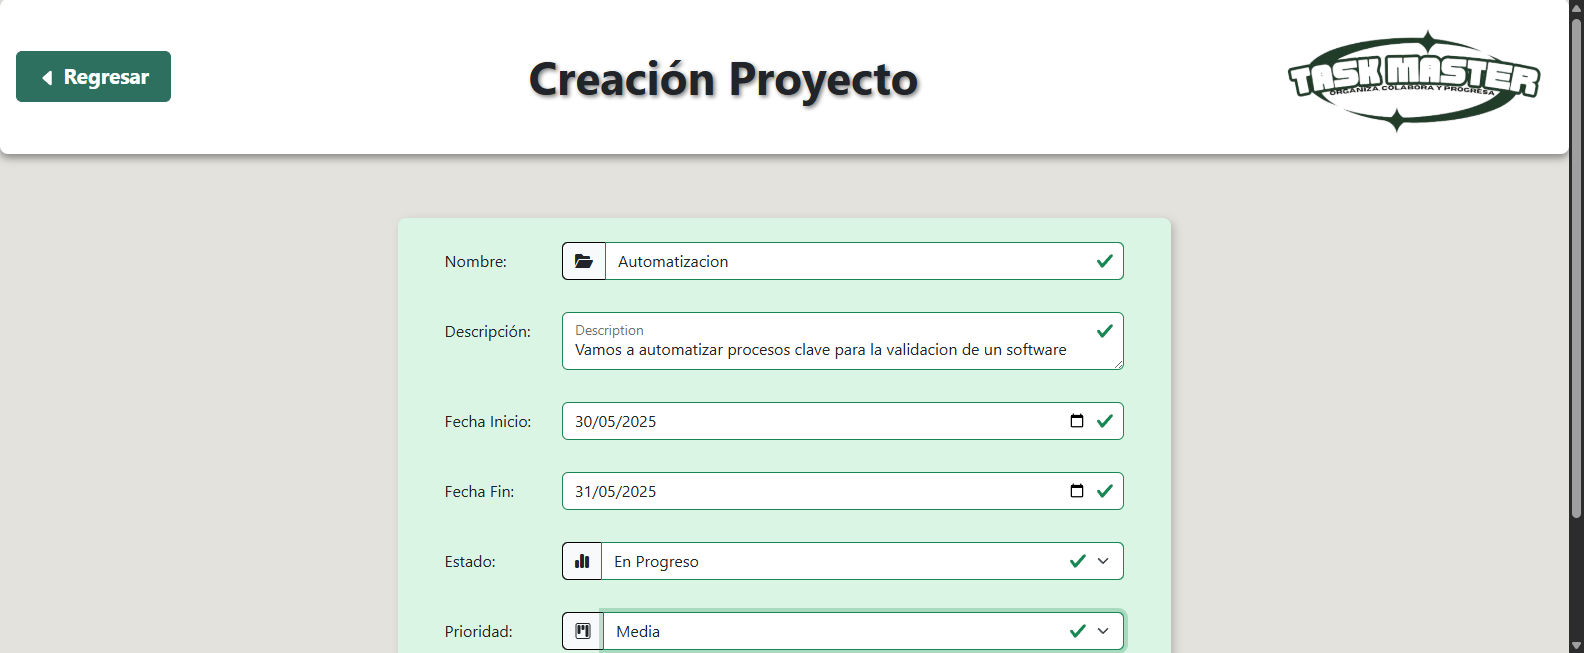 Regresar
Creación Proyecto
TASK MASTER
ORGANIZA COLABORA Y PROGRESA
Nombre:
Automatizacion
Descripción:
Description
Vamos a automatizar procesos clave para la validacion de un software
Fecha Inicio:
30/05/2025
Fecha Fin:
31/05/2025
Estado:
En Progreso
Prioridad:
Media